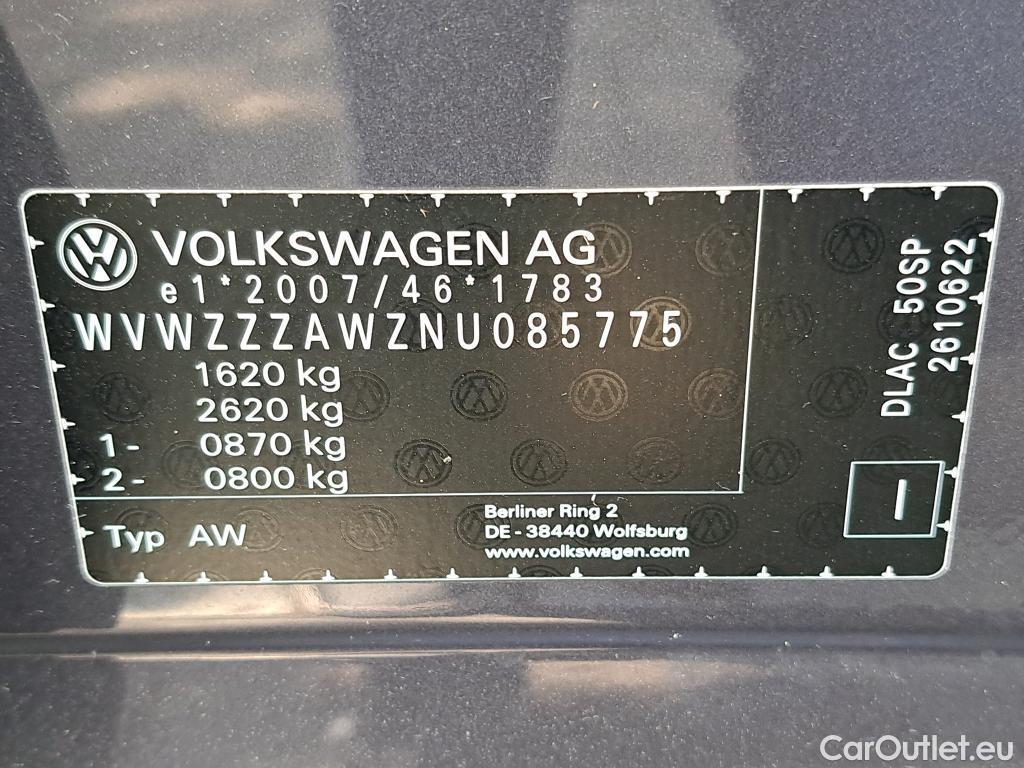 VOLKSWAGEN AG
e1*2007/46*1783
WVWZZZAWZNU085775
1620 kg
2620 kg
1- 0870 kg
2- 0800 kg
Typ AW
Berliner Ring 2
DE - 38440 Wolfsburg
www.volkswagen.com
DLAC 50SP
2610622
I
CarOutlet.eu